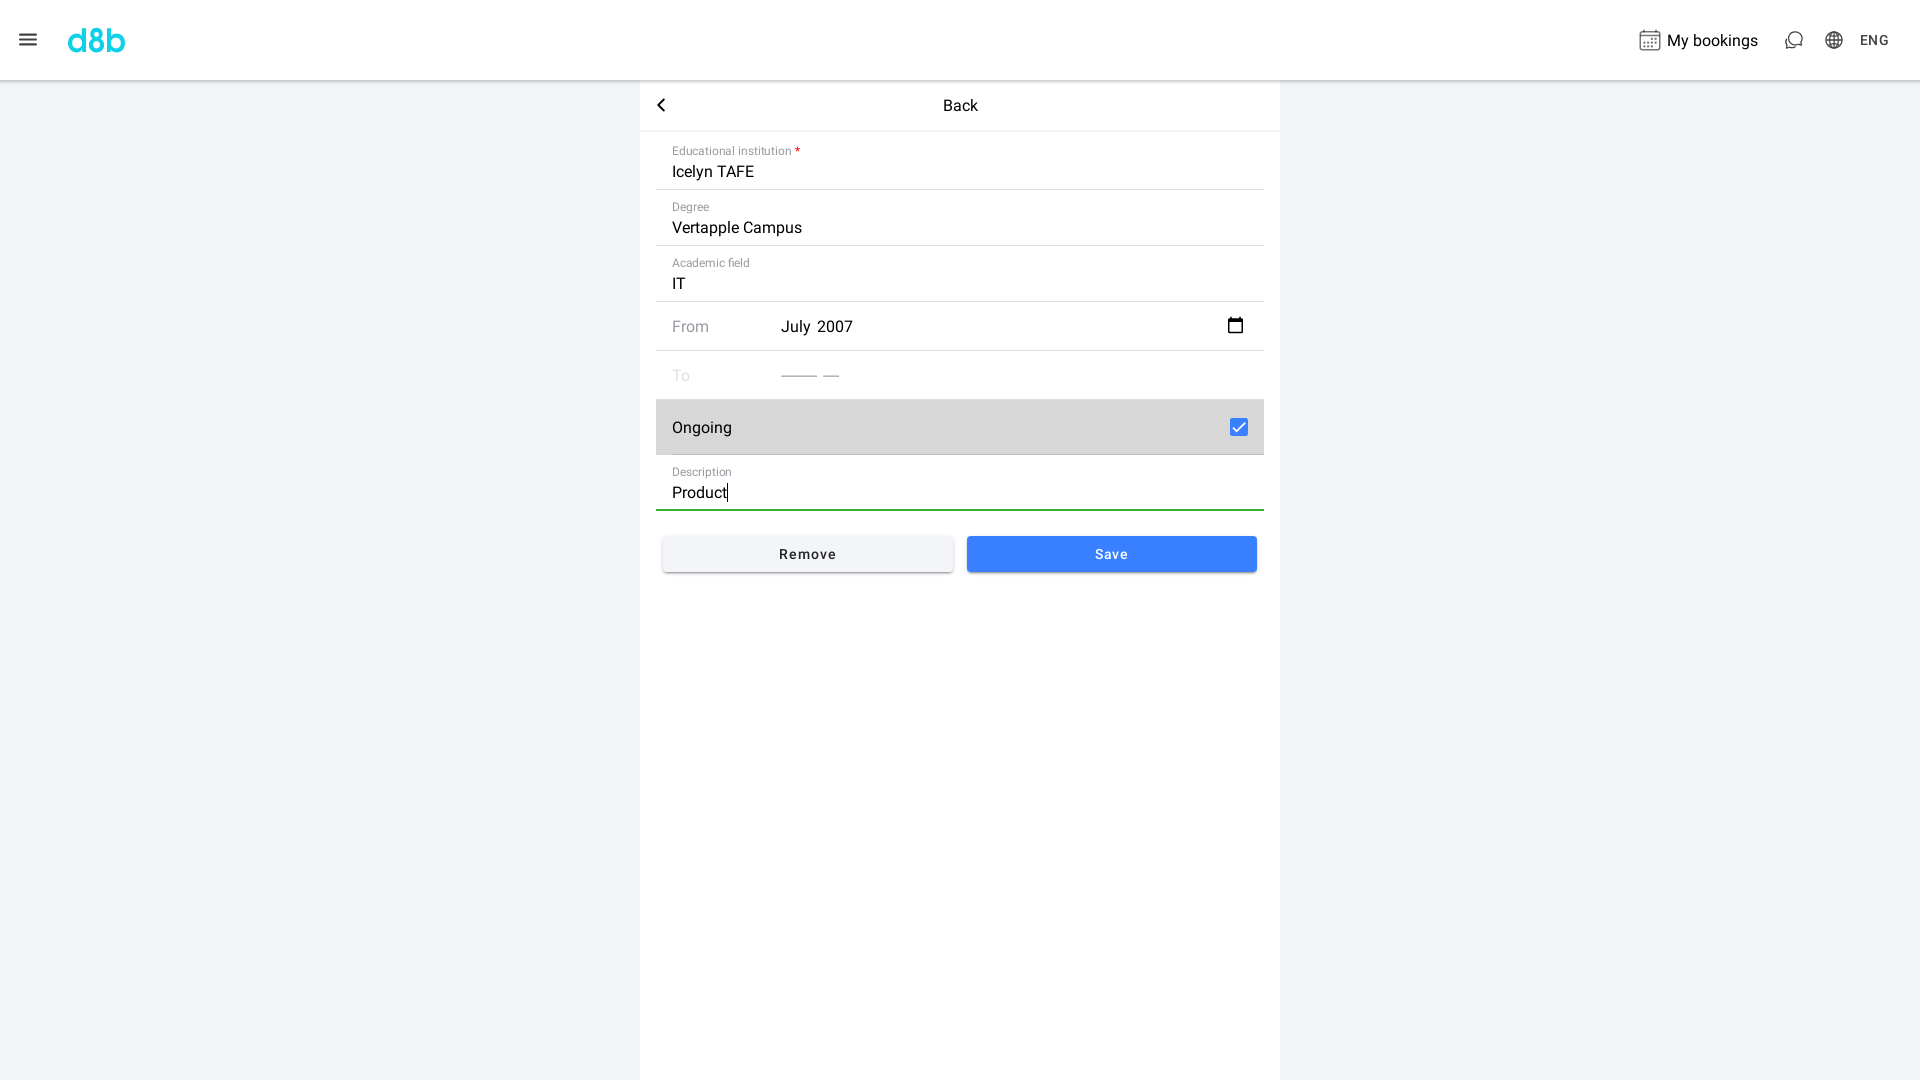 d8b
My bookings
ENG
Back
Educational institution *
Icelyn TAFE
Degree
Vertapple Campus
Academic field
IT
From July 2007
To -------- ----
Ongoing
Description
Product
Remove Save